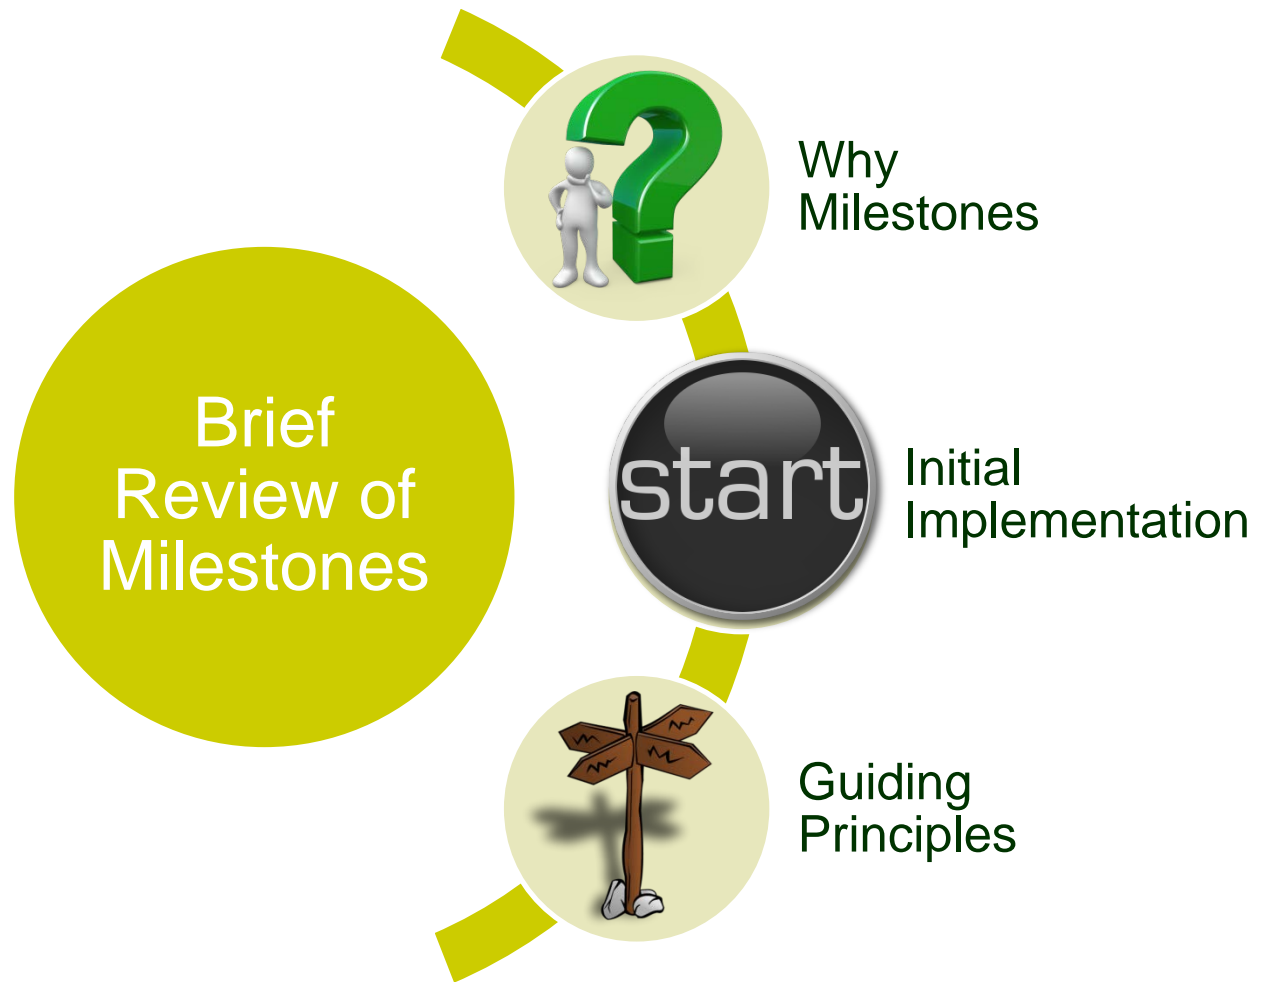 Brief
Review of
Milestones
Why
Milestones
start
Initial
Implementation
Guiding
Principles